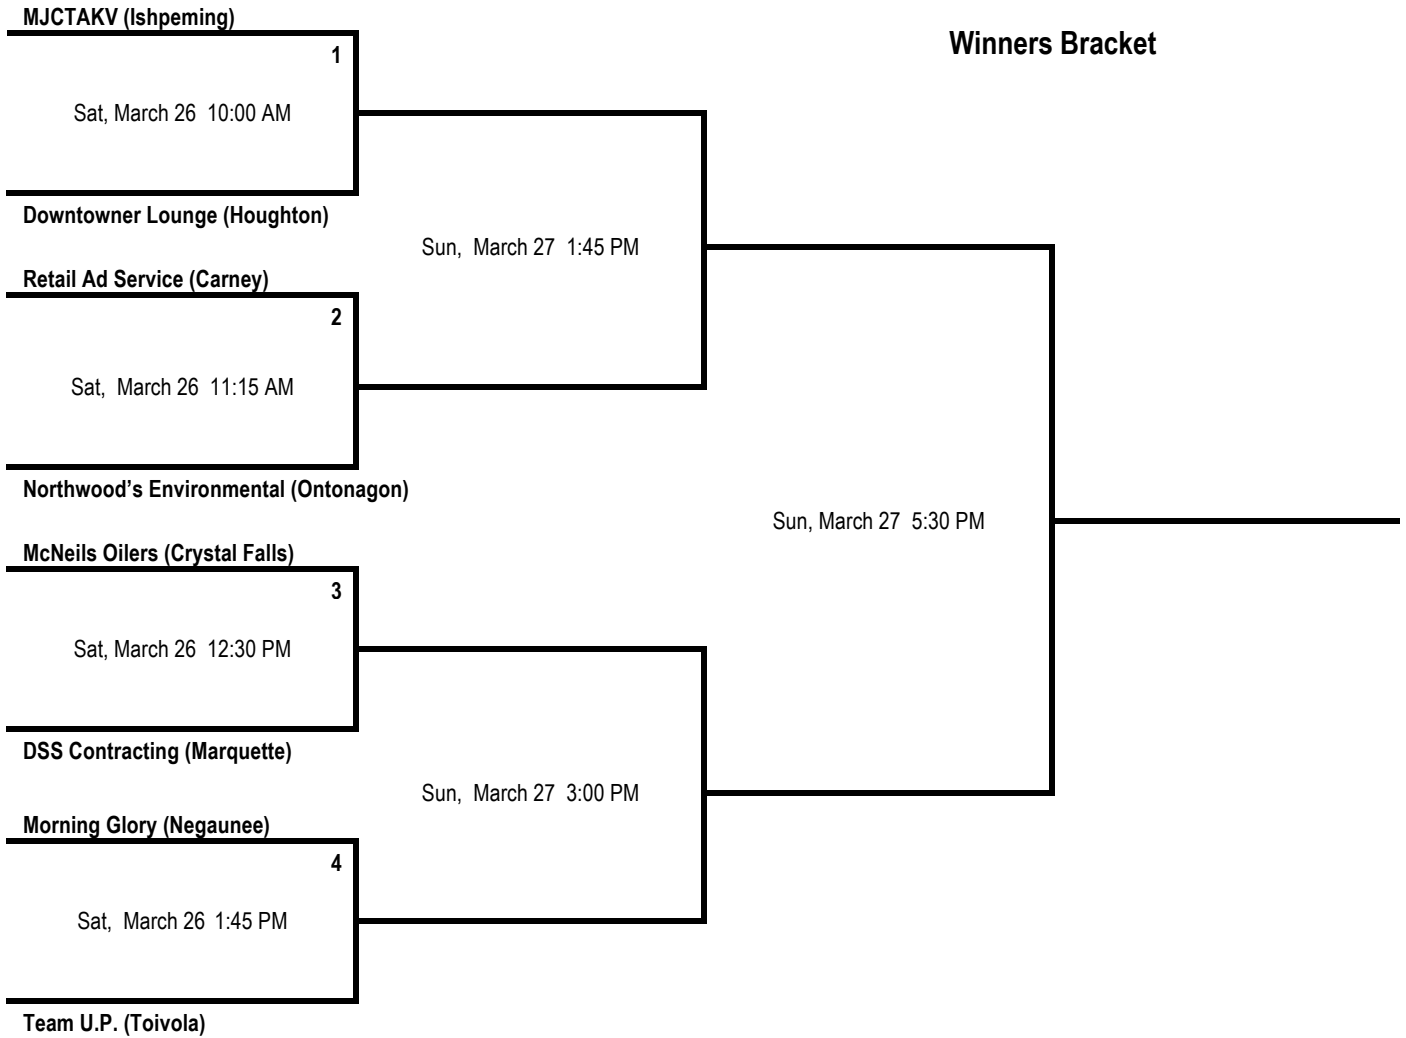 MJCTAKV (Ishpeming)
Winners Bracket
1
Sat, March 26  10:00 AM
Downtowner Lounge (Houghton)
Sun,  March 27  1:45 PM
Retail Ad Service (Carney)
2
Sat,  March 26  11:15 AM
Northwood’s Environmental (Ontonagon)
Sun, March 27  5:30 PM
McNeils Oilers (Crystal Falls)
3
Sat, March 26  12:30 PM
DSS Contracting (Marquette)
Sun,  March 27  3:00 PM
Morning Glory (Negaunee)
4
Sat,  March 26  1:45 PM
Team U.P. (Toivola)